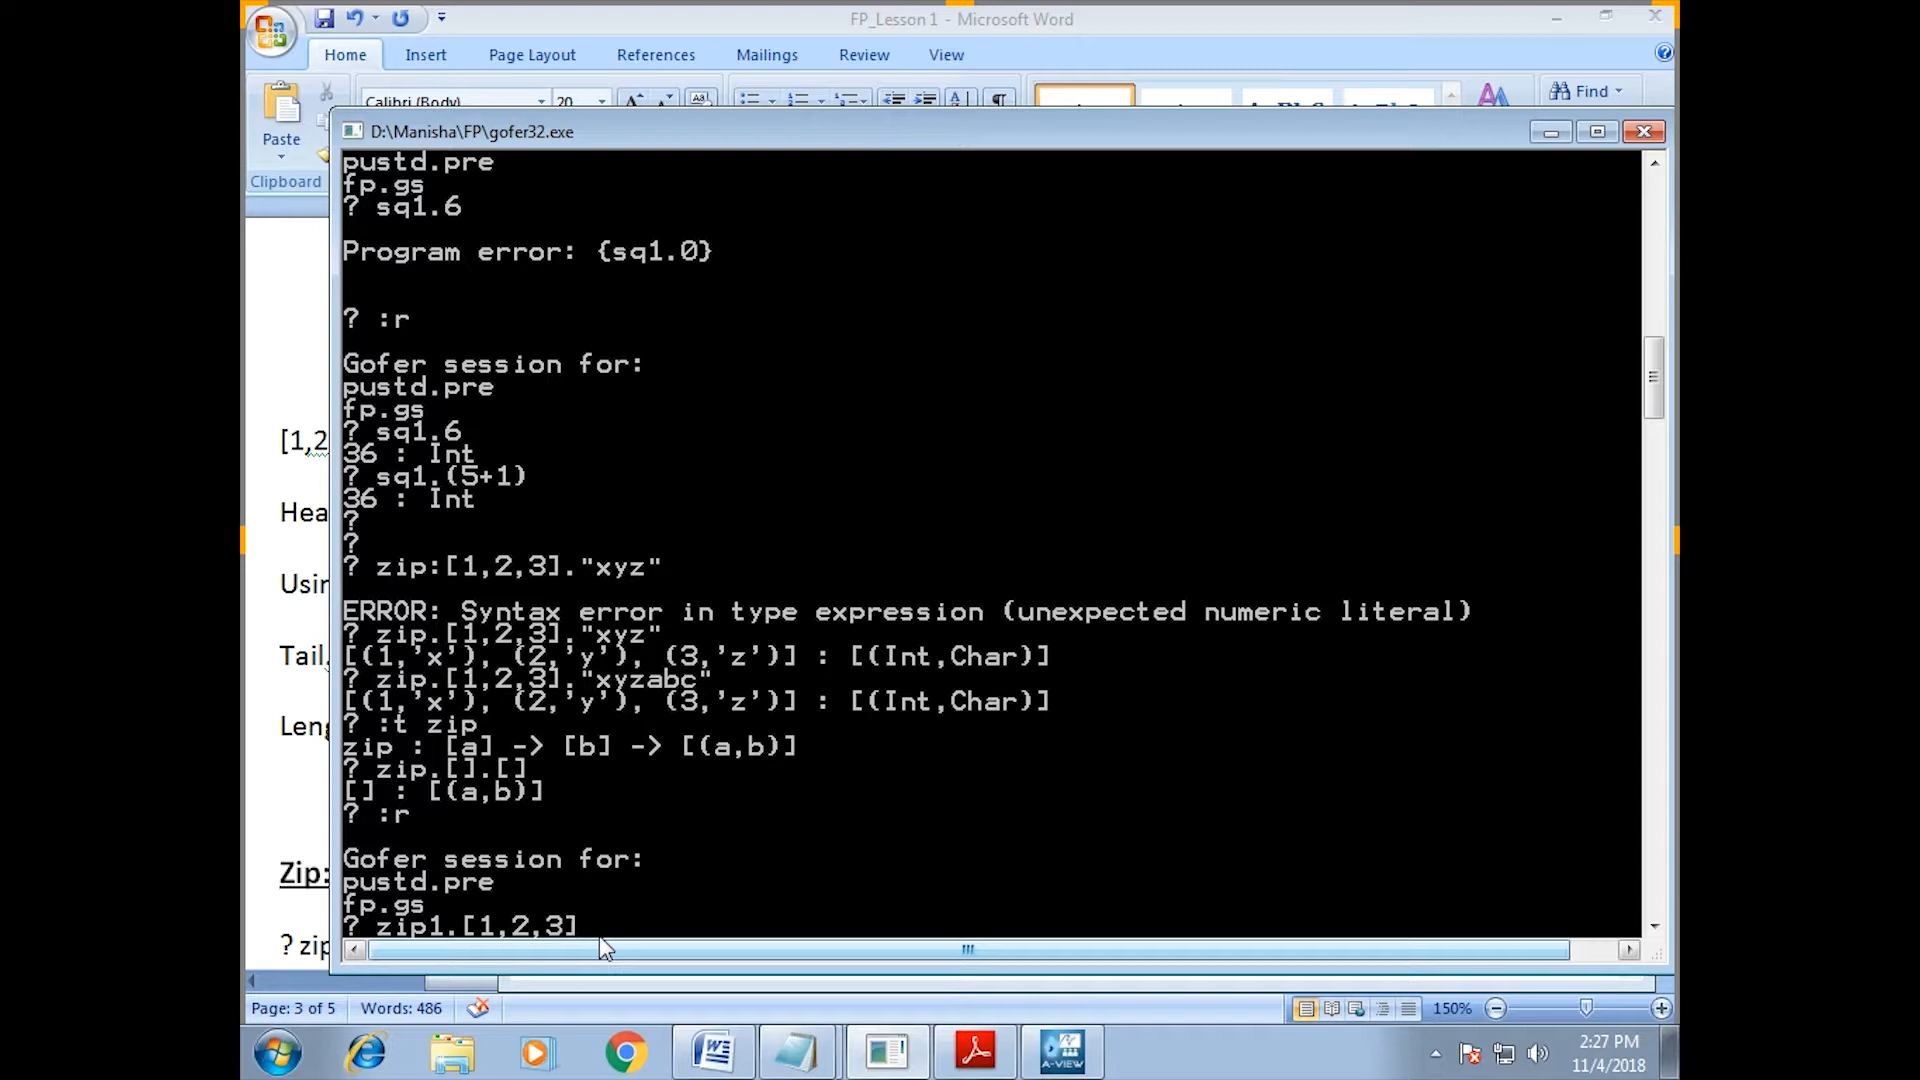 FP_Lesson 1 - Microsoft Word
Home Insert Page Layout References Mailings Review View
Paste
Calibri (Body) 20
Find
Clipboard
D:\Manisha\FP\gofer32.exe
pustd.pre
fp.gs
? sq1.6
Program error: {sq1.0}
? :r
Gofer session for:
pustd.pre
fp.gs
? sq1.6
36 : Int
? sq1.(5+1)
36 : Int
?
?
? zip:[1,2,3]."xyz"
ERROR: Syntax error in type expression (unexpected numeric literal)
? zip.[1,2,3]."xyz"
[(1,'x'), (2,'y'), (3,'z')] : [(Int,Char)]
? zip.[1,2,3]."xyzabc"
[(1,'x'), (2,'y'), (3,'z')] : [(Int,Char)]
? :t zip
zip : [a] -> [b] -> [(a,b)]
? zip.[].[]
[] : [(a,b)]
? :r
Gofer session for:
pustd.pre
fp.gs
? zip1.[1,2,3]
[1,2
Hea
Usin
Tail.
Leng
Zip:
? zip
Page: 3 of 5 Words: 486 150%
A-VIEW
2:27 PM
11/4/2018